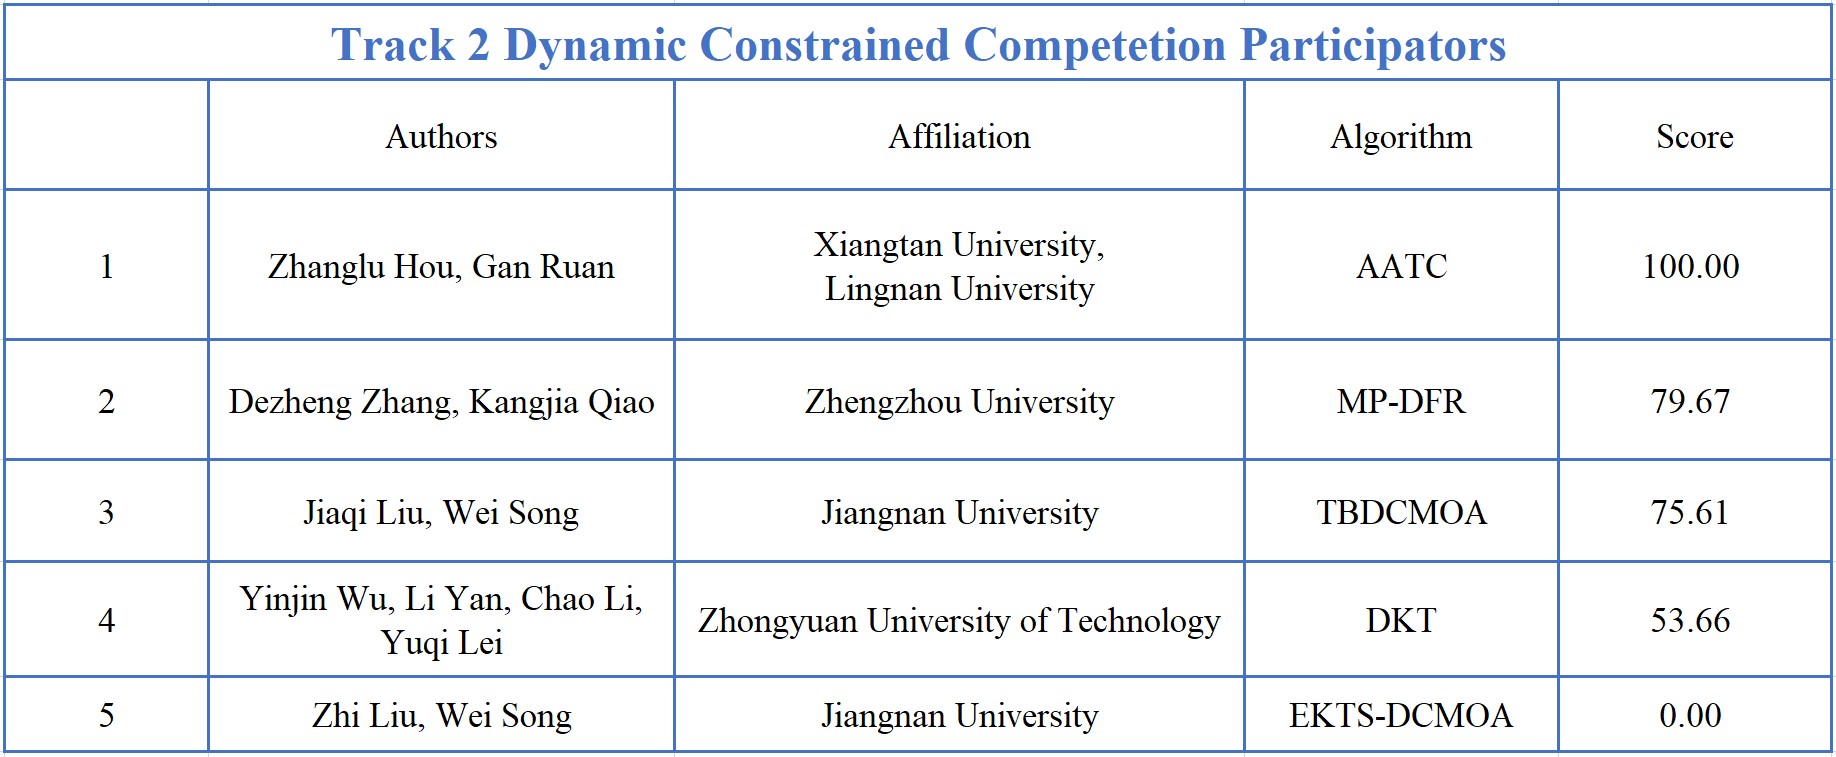 Track 2 Dynamic Constrained Competetion Participators
Authors Affiliation Algorithm Score
1 Zhanglu Hou, Gan Ruan Xiangtan University,
Lingnan University AATC 100.00
2 Dezheng Zhang, Kangjia Qiao Zhengzhou University MP-DFR 79.67
3 Jiaqi Liu, Wei Song Jiangnan University TBDCMOA 75.61
4 Yinjin Wu, Li Yan, Chao Li,
Yuqi Lei Zhongyuan University of Technology DKT 53.66
5 Zhi Liu, Wei Song Jiangnan University EKTS-DCMOA 0.00